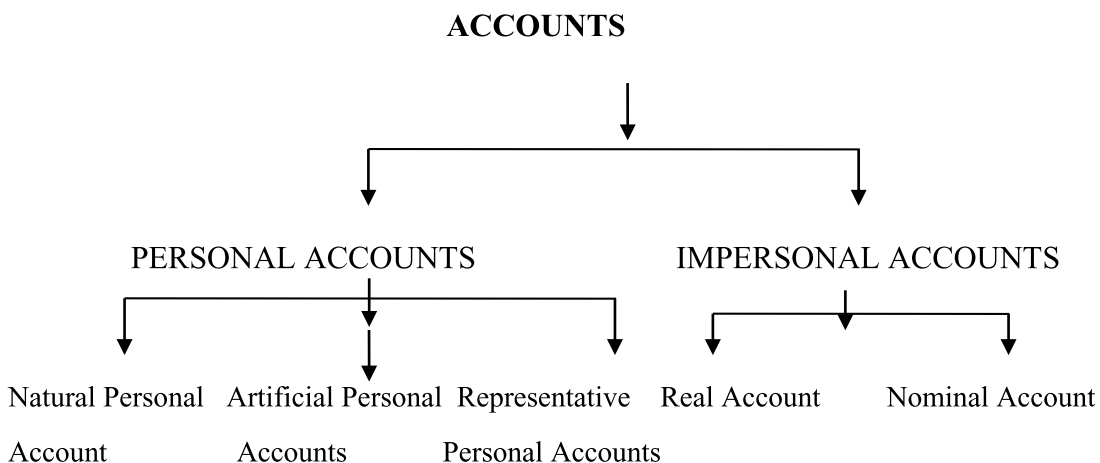 ACCOUNTS
PERSONAL ACCOUNTS IMPERSONAL ACCOUNTS
Natural Personal Artificial Personal Representative Real Account Nominal Account
Account Accounts Personal Accounts